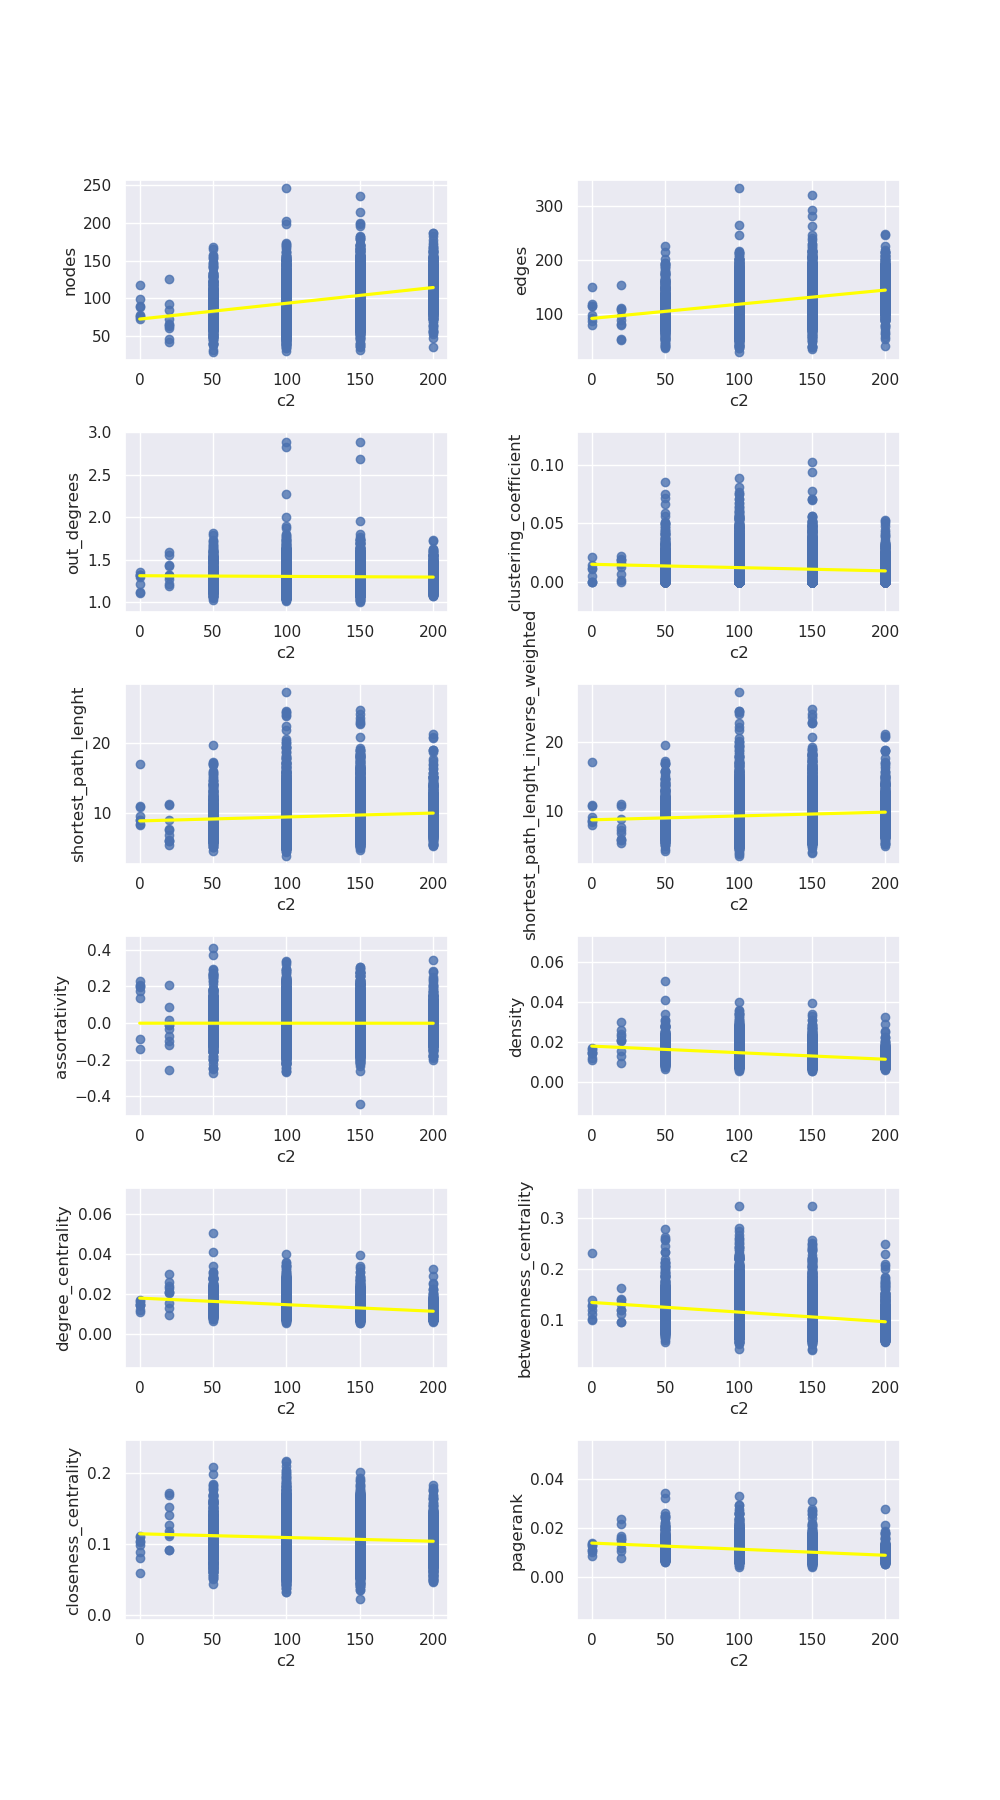 nodes
250
200
150
100
50
0 50 100 150 200
c2
edges
300
200
100
0 50 100 150 200
c2
out_degrees
3.0
2.5
2.0
1.5
1.0
0 50 100 150 200
c2
clustering_coefficient
0.10
0.05
0.00
0 50 100 150 200
c2
shortest_path_lenght
20
10
0 50 100 150 200
c2
shortest_path_lenght_inverse_weighted
20
10
0 50 100 150 200
c2
assortativity
0.4
0.2
0.0
−0.2
−0.4
0 50 100 150 200
c2
density
0.06
0.04
0.02
0.00
0 50 100 150 200
c2
degree_centrality
0.06
0.04
0.02
0.00
0 50 100 150 200
c2
betweenness_centrality
0.3
0.2
0.1
0 50 100 150 200
c2
closeness_centrality
0.2
0.1
0.0
0 50 100 150 200
c2
pagerank
0.04
0.02
0.00
0 50 100 150 200
c2